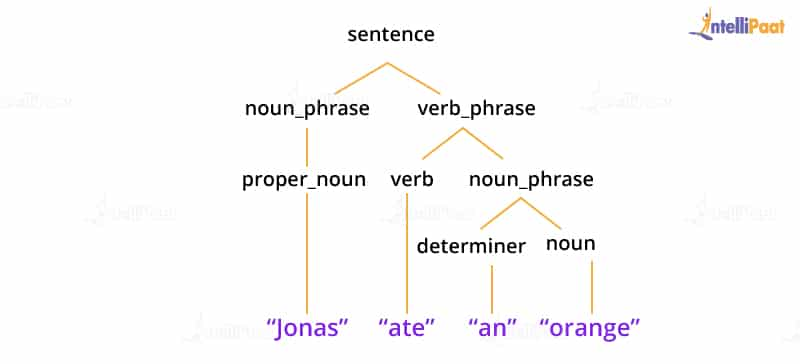 intelliPaat
sentence
noun_phrase verb_phrase
proper_noun verb noun_phrase
determiner noun
“Jonas” “ate” “an” “orange”